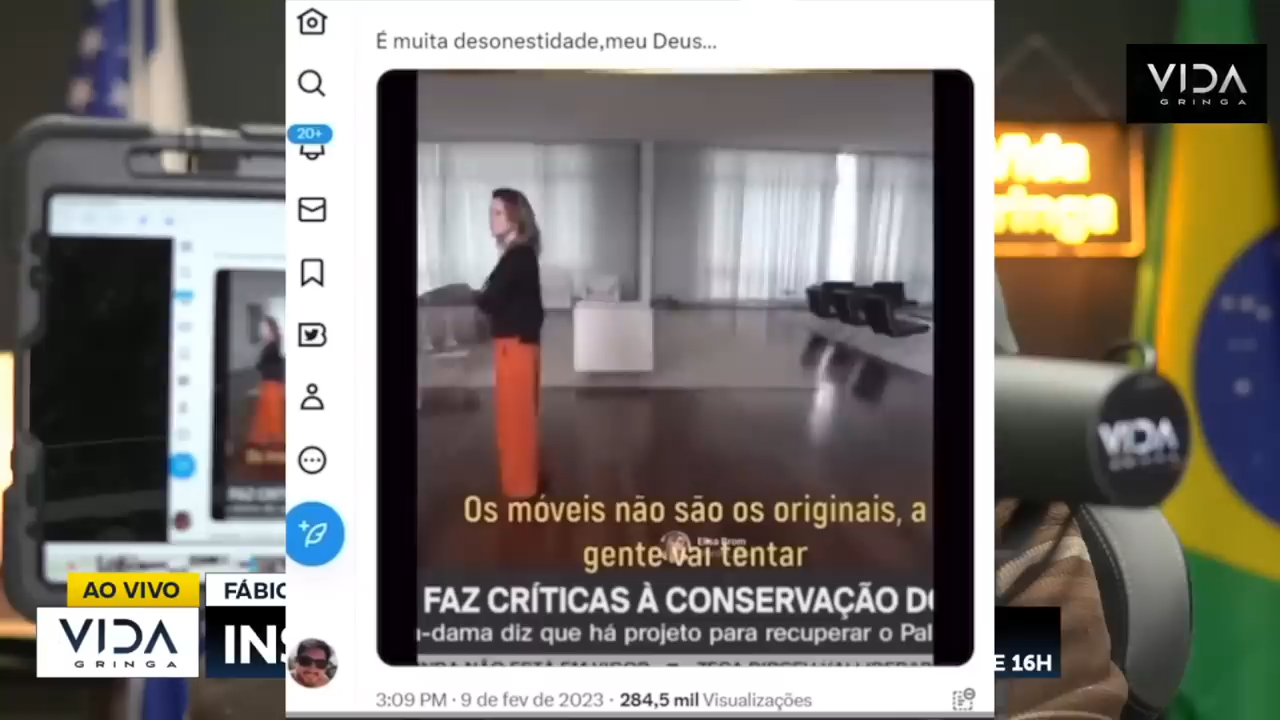 É muita desonestidade,meu Deus...
VIDA
GRINGA
20+
Os móveis não são os originais, a
gente vai tentar
Elisa Brom
FAZ CRÍTICAS À CONSERVAÇÃO D
-dama diz que há projeto para recuperar o Pal
3:09 PM · 9 de fev de 2023 · 284,5 mil Visualizações
AO VIVO
FÁBIO
VIDA
GRINGA
INS
E 16H
VIDA